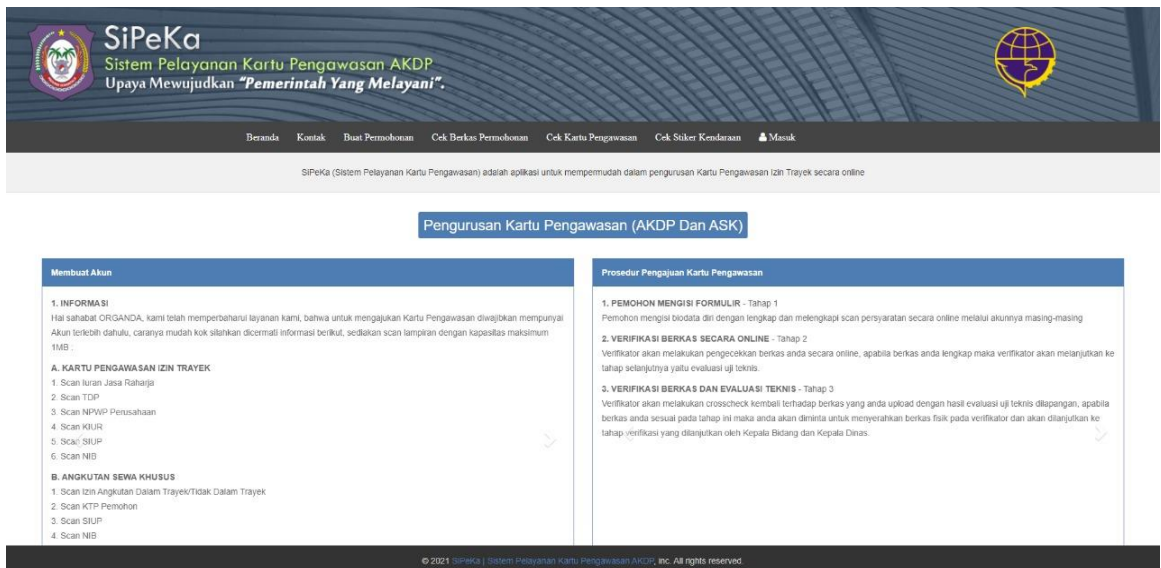 SiPeKa
Sistem Pelayanan Kartu Pengawasan AKDP
Upaya Mewujudkan "Pemerintah Yang Melayani".
Beranda Kontak Buat Permohonan Cek Berkas Permohonan Cek Kartu Pengawasan Cek Stiker Kendaraan Masuk
SiPeKa (Sistem Pelayanan Kartu Pengawasan) adalah aplikasi untuk mempermudah dalam pengurusan Kartu Pengawasan Izin Trayek secara online
Pengurusan Kartu Pengawasan (AKDP Dan ASK)
Membuat Akun
1. INFORMASI
Hai sahabat ORGANDA, kami telah memperbaharui layanan kami, bahwa untuk mengajukan Kartu Pengawasan diwajibkan mempunyai
Akun terlebih dahulu, caranya mudah kok silahkan dicermati informasi berikut, sediakan scan lampiran dengan kapasitas maksimum
1MB :
A. KARTU PENGAWASAN IZIN TRAYEK
1. Scan Iuran Jasa Raharja
2. Scan TDP
3. Scan NPWP Perusahaan
4. Scan KIUR
5. Scan SIUP
6. Scan NIB
B. ANGKUTAN SEWA KHUSUS
1. Scan Izin Angkutan Dalam Trayek/Tidak Dalam Trayek
2. Scan KTP Pemohon
3. Scan SIUP
4. Scan NIB
Prosedur Pengajuan Kartu Pengawasan
1. PEMOHON MENGISI FORMULIR - Tahap 1
Pemohon mengisi biodata diri dengan lengkap dan melengkapi scan persyaratan secara online melalui akunnya masing-masing
2. VERIFIKASI BERKAS SECARA ONLINE - Tahap 2
Verifikator akan melakukan pengecekkan berkas anda secara online, apabila berkas anda lengkap maka verifikator akan melanjutkan ke
tahap selanjutnya yaitu evaluasi uji teknis.
3. VERIFIKASI BERKAS DAN EVALUASI TEKNIS - Tahap 3
Verifikator akan melakukan crosscheck kembali terhadap berkas yang anda upload dengan hasil evaluasi uji teknis dilapangan, apabila
berkas anda sesuai pada tahap ini maka anda akan diminta untuk menyerahkan berkas fisik pada verifikator dan akan dilanjutkan ke
tahap verifikasi yang dilanjutkan oleh Kepala Bidang dan Kepala Dinas.
© 2021 SiPeKa | Sistem Pelayanan Kartu Pengawasan AKDP, Inc. All rights reserved.